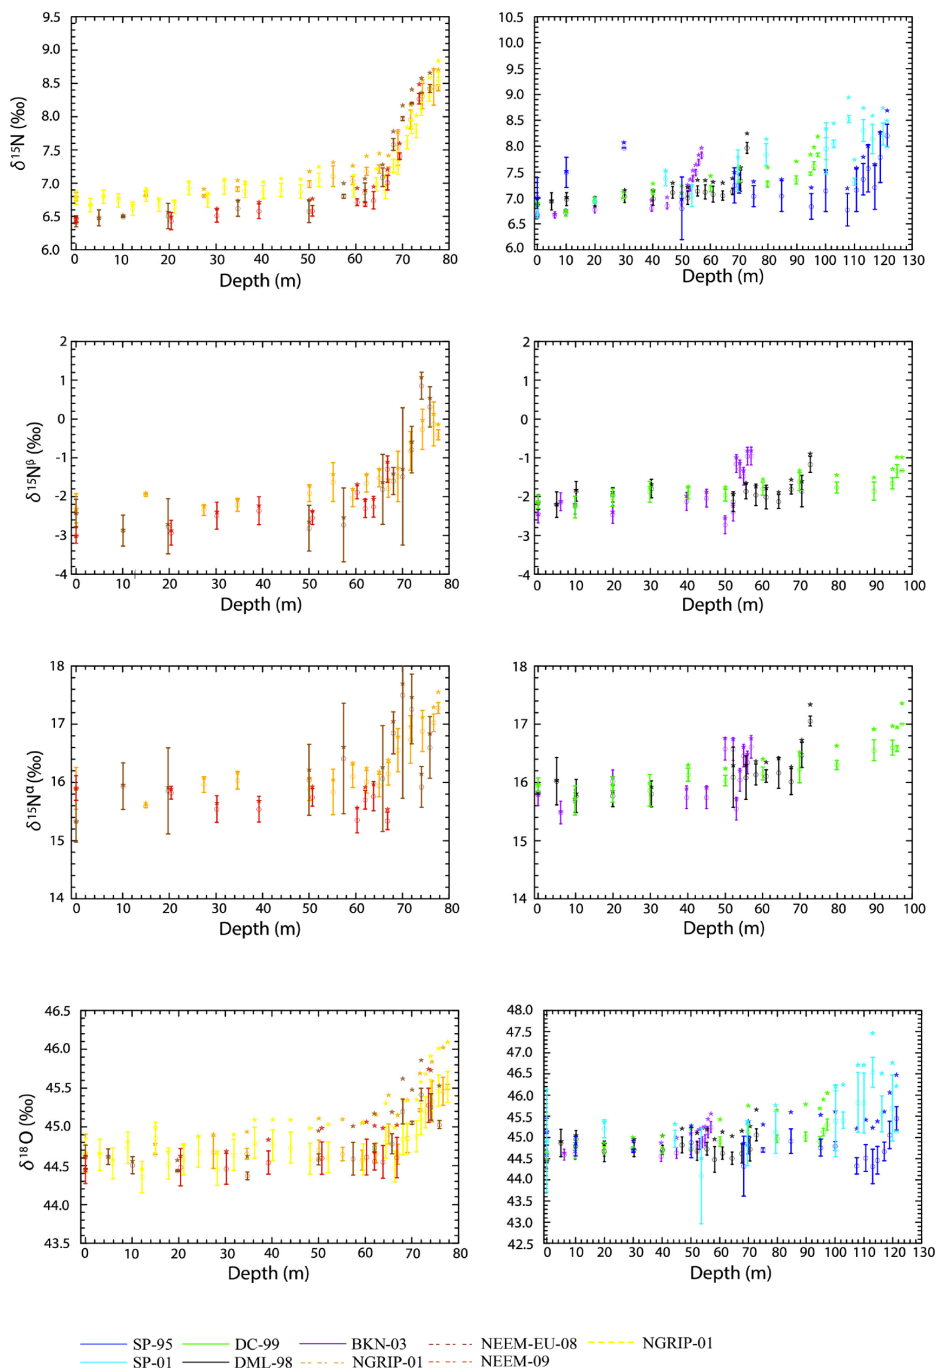 9.5 10.5
9.0 10.0
8.5 9.5
8.0 9.0
7.5 8.5
7.0 8.0
6.5 7.5
6.0 7.0
6.5
6.0
δ¹⁵N (‰)
0 10 20 30 40 50 60 70 80
0 10 20 30 40 50 60 70 80 90 100 110 120 130
Depth (m) Depth (m)
2 2
1 1
0 0
-1 -1
-2 -2
-3 -3
-4 -4
δ¹⁵Nᵝ (‰)
0 10 20 30 40 50 60 70 80
0 10 20 30 40 50 60 70 80 90 100
Depth (m) Depth (m)
18 18
17 17
16 16
15 15
14 14
δ¹⁵Nᵅ (‰)
0 10 20 30 40 50 60 70 80
0 10 20 30 40 50 60 70 80 90 100
Depth (m) Depth (m)
46.5 48.0
46.0 47.5
45.5 47.0
45.0 46.5
44.5 46.0
44.0 45.5
43.5 45.0
44.5
44.0
43.5
43.0
42.5
δ¹⁸O (‰)
0 10 20 30 40 50 60 70 80
0 10 20 30 40 50 60 70 80 90 100 110 120 130
Depth (m) Depth (m)
SP-95 DC-99 BKN-03 NEEM-EU-08 NGRIP-01
SP-01 DML-98 NGRIP-01 NEEM-09